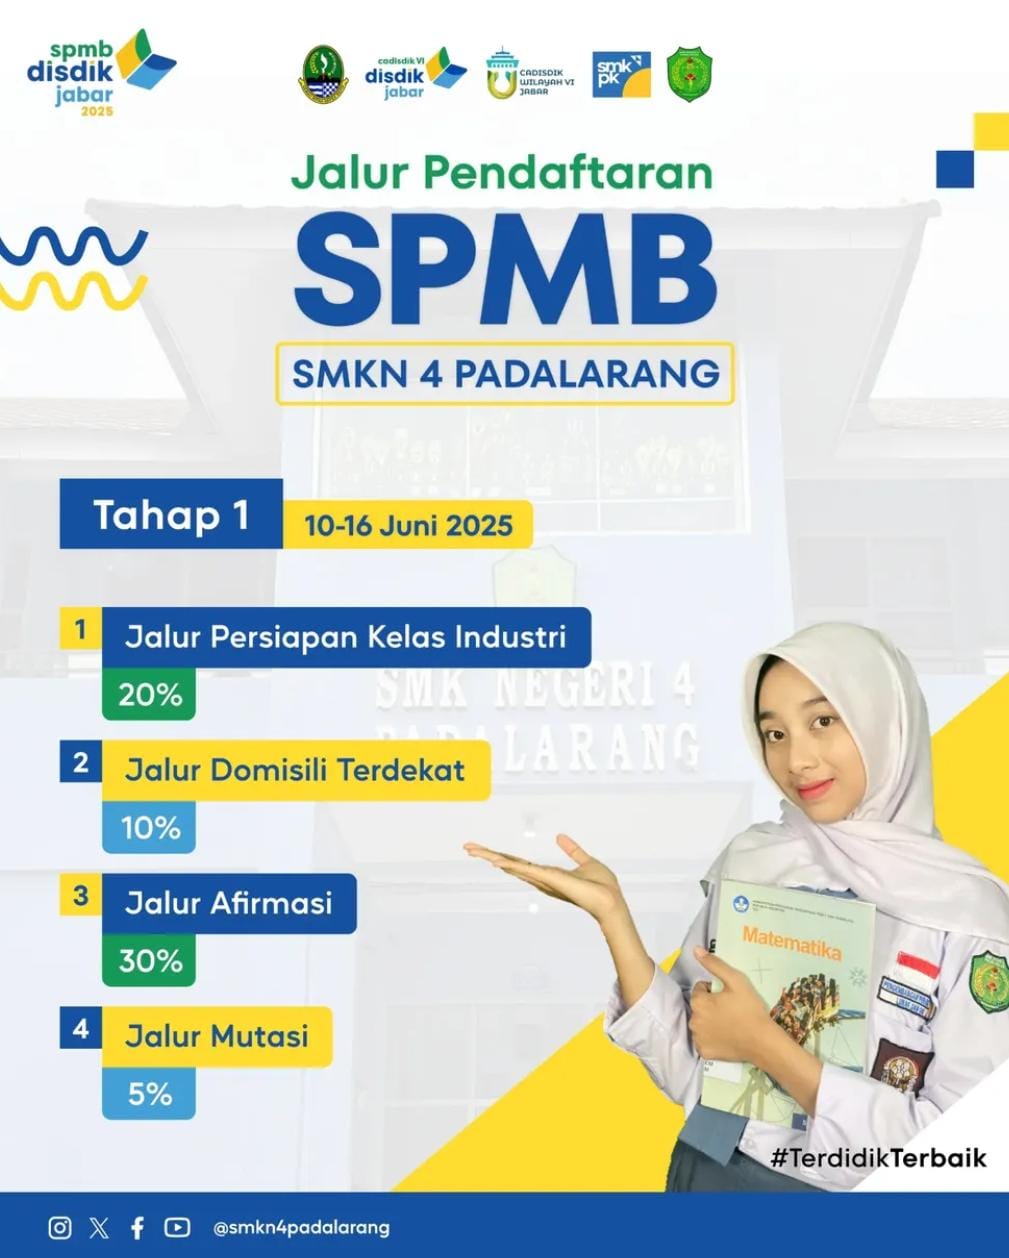 spmb
disdik
jabar
2025
cadisdik VI
disdik
jabar
CADISDIK
WILAYAH VI
JABAR
smk
pk
Jalur Pendaftaran
SPMB
SMKN 4 PADALARANG
Tahap 1
10-16 Juni 2025
1
Jalur Persiapan Kelas Industri
20%
SMK NEGERI 4
PADALARANG
2
Jalur Domisili Terdekat
10%
3
Jalur Afirmasi
30%
4
Jalur Mutasi
5%
Matematika
#TerdidikTerbaik
@smkn4padalarang